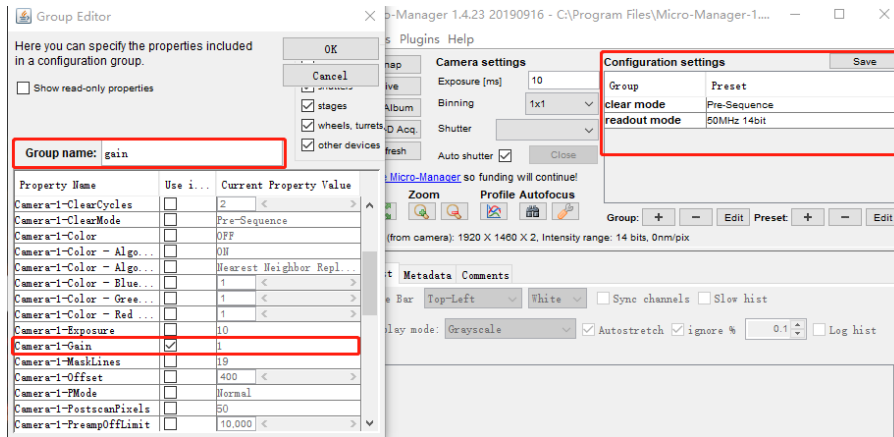 Group Editor
Here you can specify the properties included
in a configuration group.
OK
Cancel
Show read-only properties
shutters
stages
wheels, turrets,
other devices
Group name: gain
Property Name Use i... Current Property Value
Camera-1-ClearCycles 2
Camera-1-ClearMode Pre-Sequence
Camera-1-Color OFF
Camera-1-Color - Algo... ON
Camera-1-Color - Algo... Nearest Neighbor Repl...
Camera-1-Color - Blue... 1
Camera-1-Color - Gree... 1
Camera-1-Color - Red ... 1
Camera-1-Exposure 10
Camera-1-Gain 1
Camera-1-MaskLines 19
Camera-1-Offset 400
Camera-1-PMode Normal
Camera-1-PostscanPixels 50
Camera-1-PreampOffLimit 10,000
o-Manager 1.4.23 20190916 - C:\Program Files\Micro-Manager-1....
s Plugins Help
nap
ive
Album
D Acq.
fresh
Camera settings
Exposure [ms] 10
Binning 1x1
Shutter
Auto shutter Close
Configuration settings Save
Group Preset
clear mode Pre-Sequence
readout mode 50MHz 14bit
Micro-Manager so funding will continue!
Zoom Profile Autofocus
Group: + − Edit Preset: + − Edit
(from camera): 1920 X 1460 X 2, Intensity range: 14 bits, 0nm/pix
t Metadata Comments
e Bar Top-Left White Sync channels Slow hist
play mode: Grayscale Autostretch ignore % 0.1 Log hist